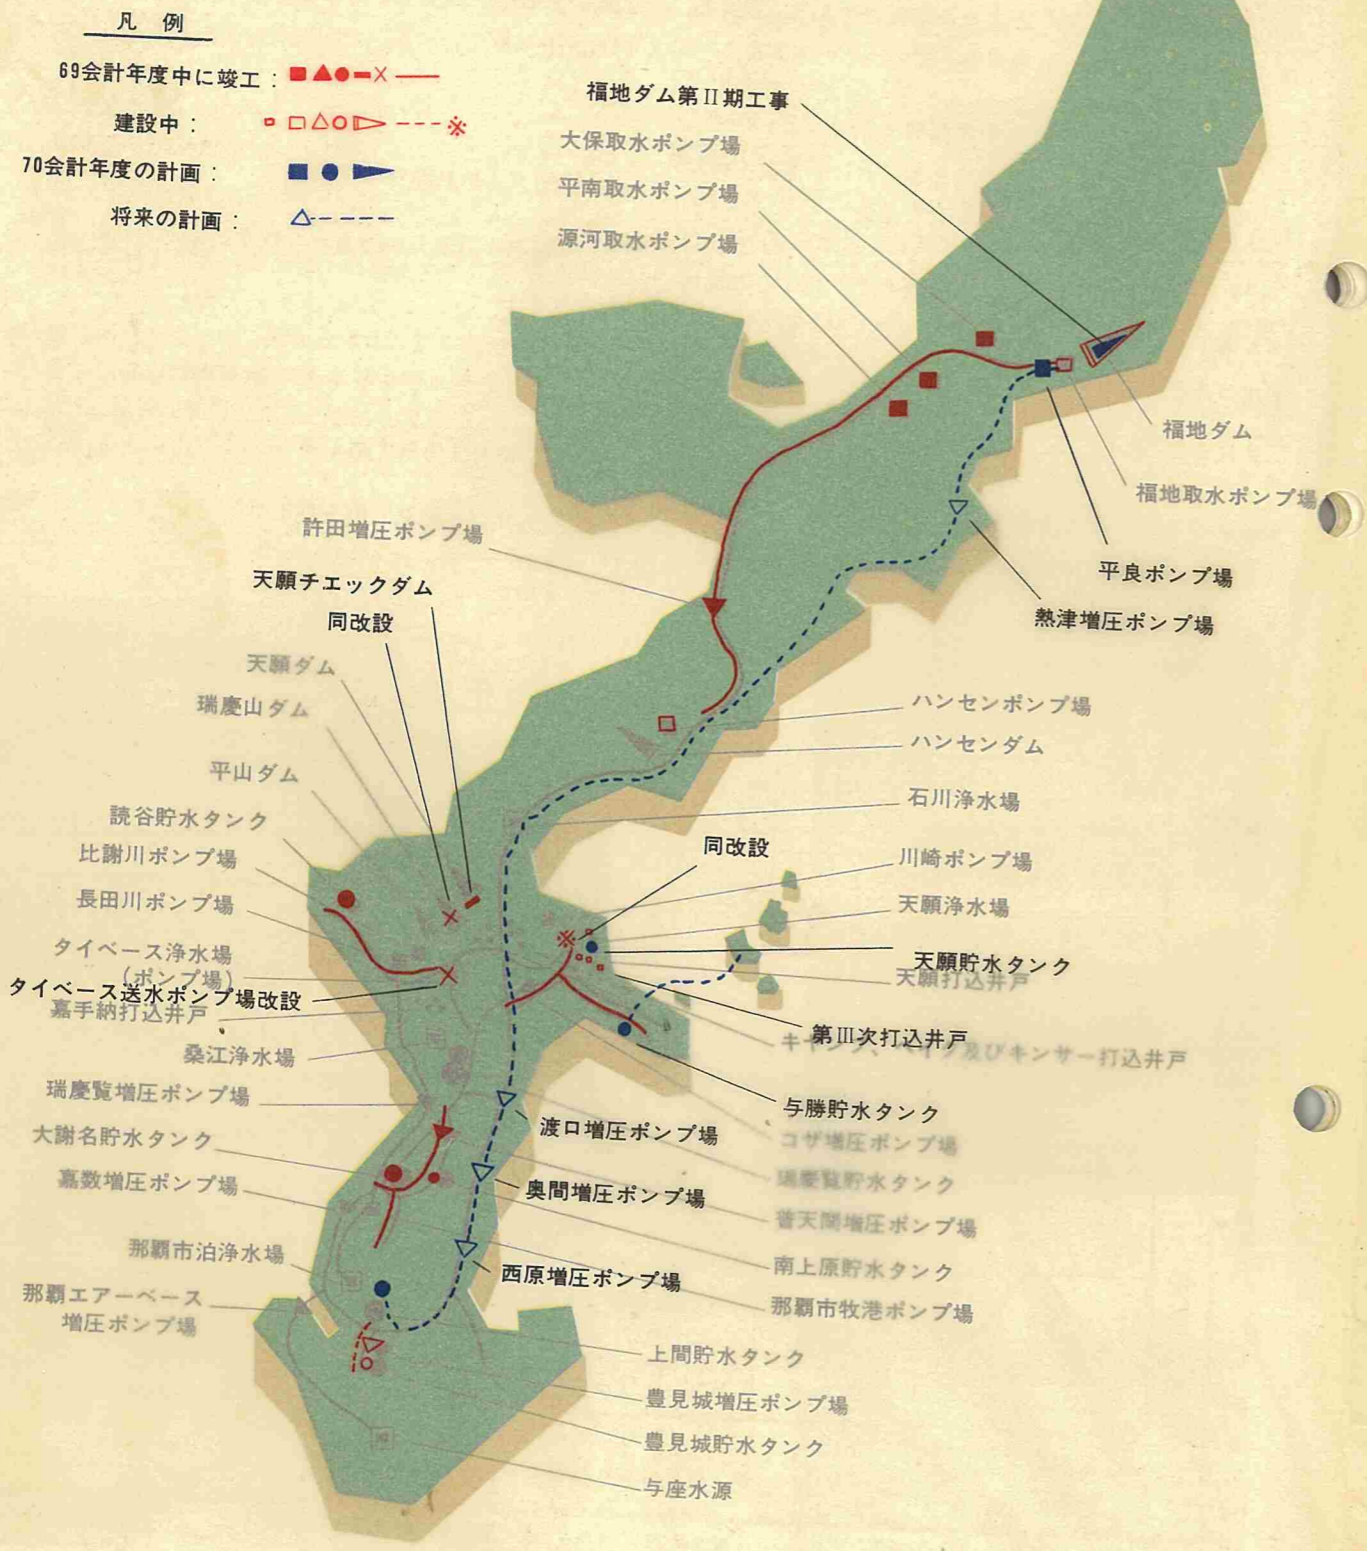 凡例
69会計年度中に竣工:
建設中:
70会計年度の計画:
将来の計画:
福地ダム第II期工事
大保取水ポンプ場
平南取水ポンプ場
源河取水ポンプ場
福地ダム
福地取水ポンプ場
平良ポンプ場
熱津増圧ポンプ場
許田増圧ポンプ場
天願チエックダム
同改設
天願ダム
瑞慶山ダム
平山ダム
読谷貯水タンク
比謝川ポンプ場
長田川ポンプ場
タイベース浄水場
(ポンプ場)
タイベース送水ポンプ場改設
嘉手納打込井戸
桑江浄水場
瑞慶覧増圧ポンプ場
大謝名貯水タンク
嘉数増圧ポンプ場
那覇市泊浄水場
那覇エアーベース
増圧ポンプ場
ハンセンポンプ場
ハンセンダム
石川浄水場
同改設
川崎ポンプ場
天願浄水場
天願貯水タンク
天願打込井戸
第III次打込井戸
及びキンサー打込井戸
与勝貯水タンク
渡口増圧ポンプ場
コザ増圧ポンプ場
瑞慶覧貯水タンク
奥間増圧ポンプ場
普天間増圧ポンプ場
南上原貯水タンク
西原増圧ポンプ場
那覇市牧港ポンプ場
上間貯水タンク
豊見城増圧ポンプ場
豊見城貯水タンク
与座水源